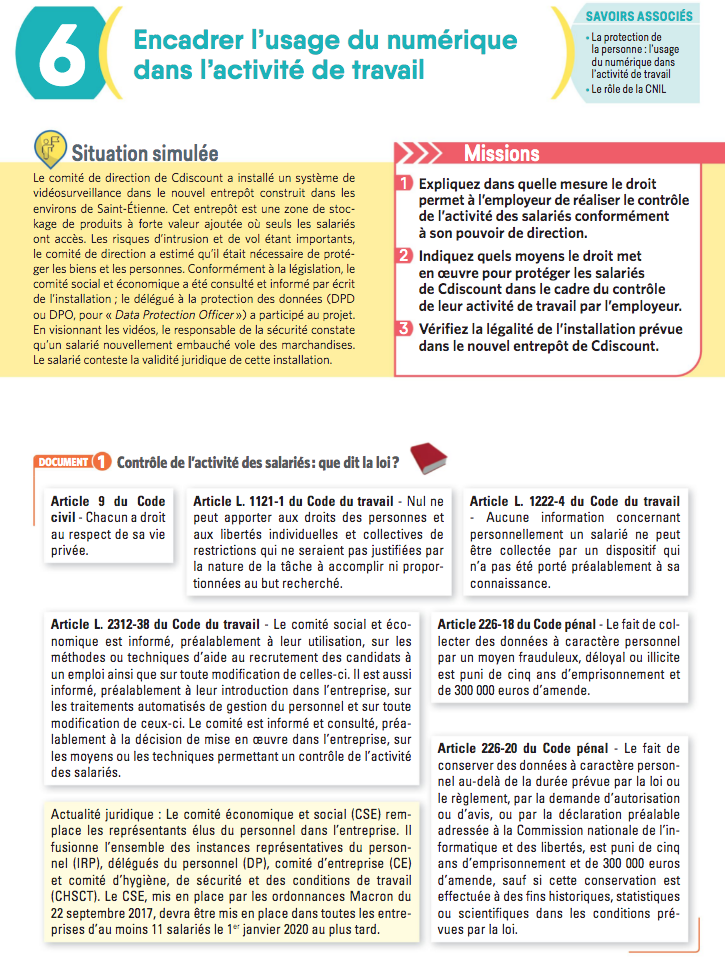 6
Encadrer l'usage du numérique
dans l'activité de travail
SAVOIRS ASSOCIÉS
• La protection de
la personne : l'usage
du numérique dans
l'activité de travail
• Le rôle de la CNIL
Situation simulée
Le comité de direction de Cdiscount a installé un système de
vidéosurveillance dans le nouvel entrepôt construit dans les
environs de Saint-Étienne. Cet entrepôt est une zone de stoc-
kage de produits à forte valeur ajoutée où seuls les salariés
ont accès. Les risques d'intrusion et de vol étant importants,
le comité de direction a estimé qu'il était nécessaire de proté-
ger les biens et les personnes. Conformément à la législation, le
comité social et économique a été consulté et informé par écrit
de l'installation ; le délégué à la protection des données (DPD
ou DPO, pour « Data Protection Officer ») a participé au projet.
En visionnant les vidéos, le responsable de la sécurité constate
qu'un salarié nouvellement embauché vole des marchandises.
Le salarié conteste la validité juridique de cette installation.
Missions
1 Expliquez dans quelle mesure le droit
permet à l'employeur de réaliser le contrôle
de l'activité des salariés conformément
à son pouvoir de direction.
2 Indiquez quels moyens le droit met
en œuvre pour protéger les salariés
de Cdiscount dans le cadre du contrôle
de leur activité de travail par l'employeur.
3 Vérifiez la légalité de l'installation prévue
dans le nouvel entrepôt de Cdiscount.
DOCUMENT 1 Contrôle de l'activité des salariés : que dit la loi ?
Article 9 du Code
civil - Chacun a droit
au respect de sa vie
privée.
Article L. 1121-1 du Code du travail - Nul ne
peut apporter aux droits des personnes et
aux libertés individuelles et collectives de
restrictions qui ne seraient pas justifiées par
la nature de la tâche à accomplir ni propor-
tionnées au but recherché.
Article L. 1222-4 du Code du travail
- Aucune information concernant
personnellement un salarié ne peut
être collectée par un dispositif qui
n'a pas été porté préalablement à sa
connaissance.
Article L. 2312-38 du Code du travail - Le comité social et éco-
nomique est informé, préalablement à leur utilisation, sur les
méthodes ou techniques d'aide au recrutement des candidats à
un emploi ainsi que sur toute modification de celles-ci. Il est aussi
informé, préalablement à leur introduction dans l'entreprise, sur
les traitements automatisés de gestion du personnel et sur toute
modification de ceux-ci. Le comité est informé et consulté, préa-
lablement à la décision de mise en œuvre dans l'entreprise, sur
les moyens ou les techniques permettant un contrôle de l'activité
des salariés.
Article 226-18 du Code pénal - Le fait de col-
lecter des données à caractère personnel
par un moyen frauduleux, déloyal ou illicite
est puni de cinq ans d'emprisonnement et
de 300 000 euros d'amende.
Actualité juridique : Le comité économique et social (CSE) rem-
place les représentants élus du personnel dans l'entreprise. Il
fusionne l'ensemble des instances représentatives du person-
nel (IRP), délégués du personnel (DP), comité d'entreprise (CE)
et comité d'hygiène, de sécurité et des conditions de travail
(CHSCT). Le CSE, mis en place par les ordonnances Macron du
22 septembre 2017, devra être mis en place dans toutes les entre-
prises d'au moins 11 salariés le 1er janvier 2020 au plus tard.
Article 226-20 du Code pénal - Le fait de
conserver des données à caractère person-
nel au-delà de la durée prévue par la loi ou
le règlement, par la demande d'autorisation
ou d'avis, ou par la déclaration préalable
adressée à la Commission nationale de l'in-
formatique et des libertés, est puni de cinq
ans d'emprisonnement et de 300 000 euros
d'amende, sauf si cette conservation est
effectuée à des fins historiques, statistiques
ou scientifiques dans les conditions pré-
vues par la loi.